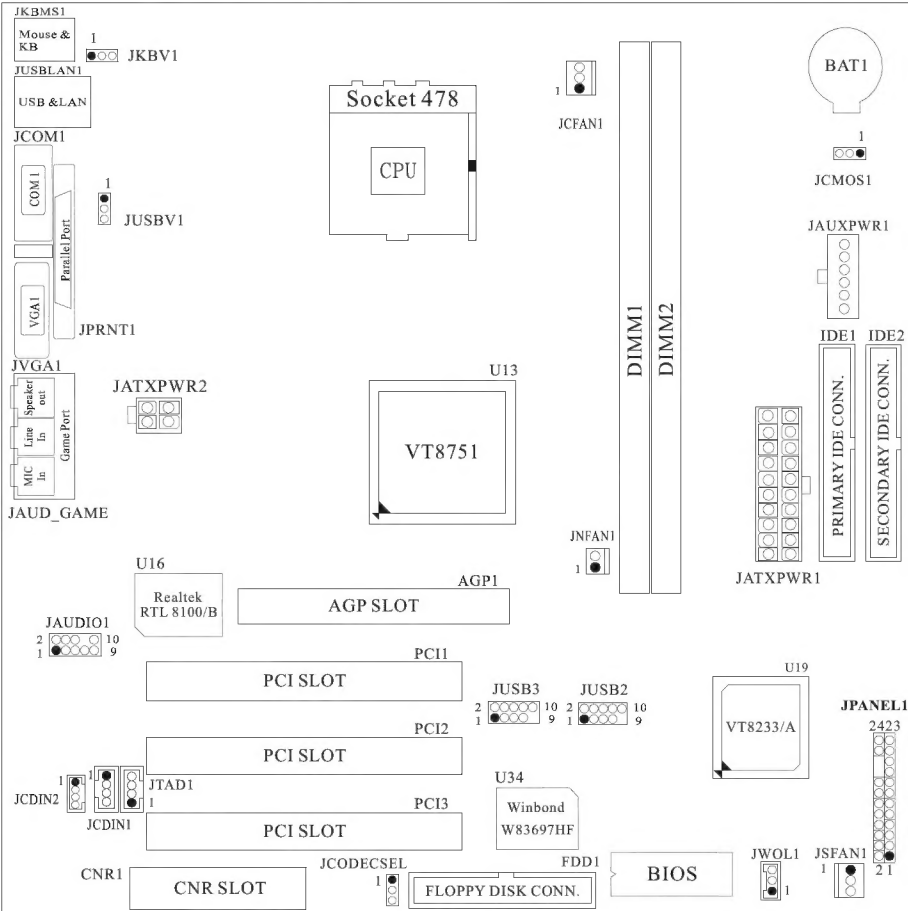 JKBMS1
Mouse &
KB
1
JKBV1
JUSBLAN1
USB &LAN
JCOM1
COM1
Parallel Port
1
JUSBV1
VGA1
JPRNT1
JVGA1
Speaker
out
Line
In
MIC
In
Game Port
JAUD_GAME
JATXPWR2
Socket 478
CPU
1
JCFAN1
BAT1
1
JCMOS1
JAUXPWR1
DIMM1
DIMM2
IDE1
IDE2
PRIMARY IDE CONN.
SECONDARY IDE CONN.
U13
VT8751
JNFAN1
1
JATXPWR1
U16
Realtek
RTL 8100/B
AGP1
AGP SLOT
JAUDIO1
2
10
1
9
PCI1
PCI SLOT
JUSB3
2
10
1
9
JUSB2
2
10
1
9
U19
VT8233/A
JPANEL1
2423
21
PCI2
PCI SLOT
1
JCDIN2
1
JCDIN1
JTAD1
1
PCI3
PCI SLOT
U34
Winbond
W83697HF
CNR1
CNR SLOT
JCODECSEL
1
FDD1
FLOPPY DISK CONN.
BIOS
JWOL1
1
JSFAN1
1